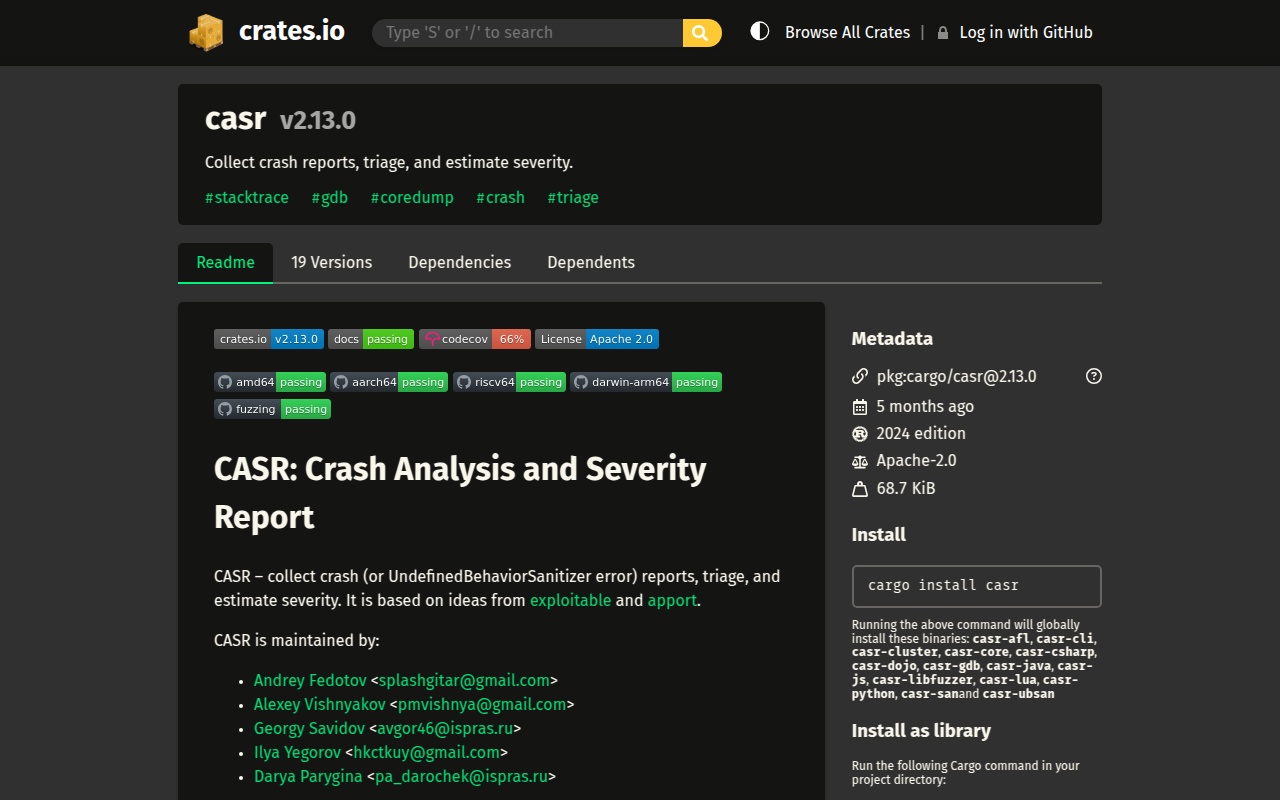 crates.io
Type 'S' or '/' to search
Browse All Crates | Log in with GitHub
casr v2.13.0
Collect crash reports, triage, and estimate severity.
#stacktrace #gdb #coredump #crash #triage
Readme 19 Versions Dependencies Dependents
crates.io v2.13.0 docs passing codecov 66% License Apache 2.0
amd64 passing aarch64 passing riscv64 passing darwin-arm64 passing
fuzzing passing
CASR: Crash Analysis and Severity
Report
CASR – collect crash (or UndefinedBehaviorSanitizer error) reports, triage, and
estimate severity. It is based on ideas from exploitable and apport.
CASR is maintained by:
• Andrey Fedotov <splashgitar@gmail.com>
• Alexey Vishnyakov <pmvishnya@gmail.com>
• Georgy Savidov <avgor46@ispras.ru>
• Ilya Yegorov <hkctkuy@gmail.com>
• Darya Parygina <pa_darochek@ispras.ru>
Metadata
pkg:cargo/casr@2.13.0
5 months ago
2024 edition
Apache-2.0
68.7 KiB
Install
cargo install casr
Running the above command will globally
install these binaries: casr-afl, casr-cli,
casr-cluster, casr-core, casr-csharp,
casr-dojo, casr-gdb, casr-java, casr-
js, casr-libfuzzer, casr-lua, casr-
python, casr-sanand casr-ubsan
Install as library
Run the following Cargo command in your
project directory: